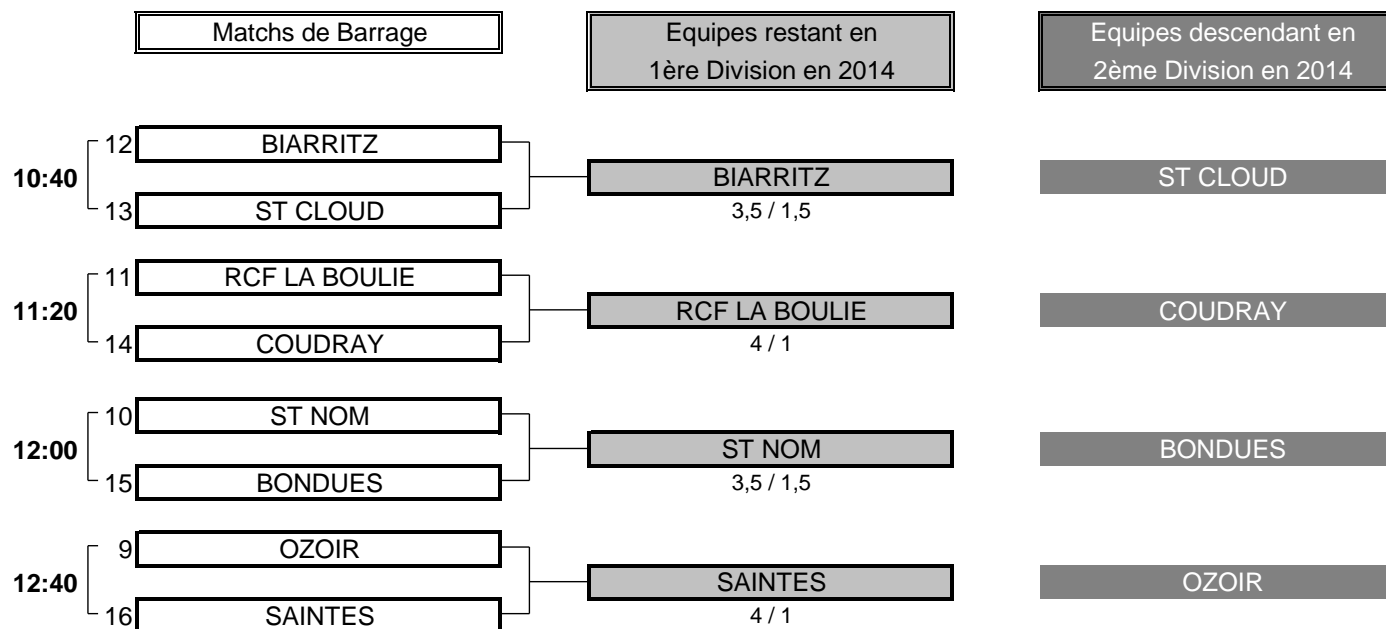 Matchs de Barrage
Equipes restant en
1ère Division en 2014
Equipes descendant en
2ème Division en 2014
12 BIARRITZ
10:40 BIARRITZ ST CLOUD
13 ST CLOUD 3,5 / 1,5
11 RCF LA BOULIE
11:20 RCF LA BOULIE COUDRAY
14 COUDRAY 4 / 1
10 ST NOM
12:00 ST NOM BONDUES
15 BONDUES 3,5 / 1,5
9 OZOIR
12:40 SAINTES OZOIR
16 SAINTES 4 / 1